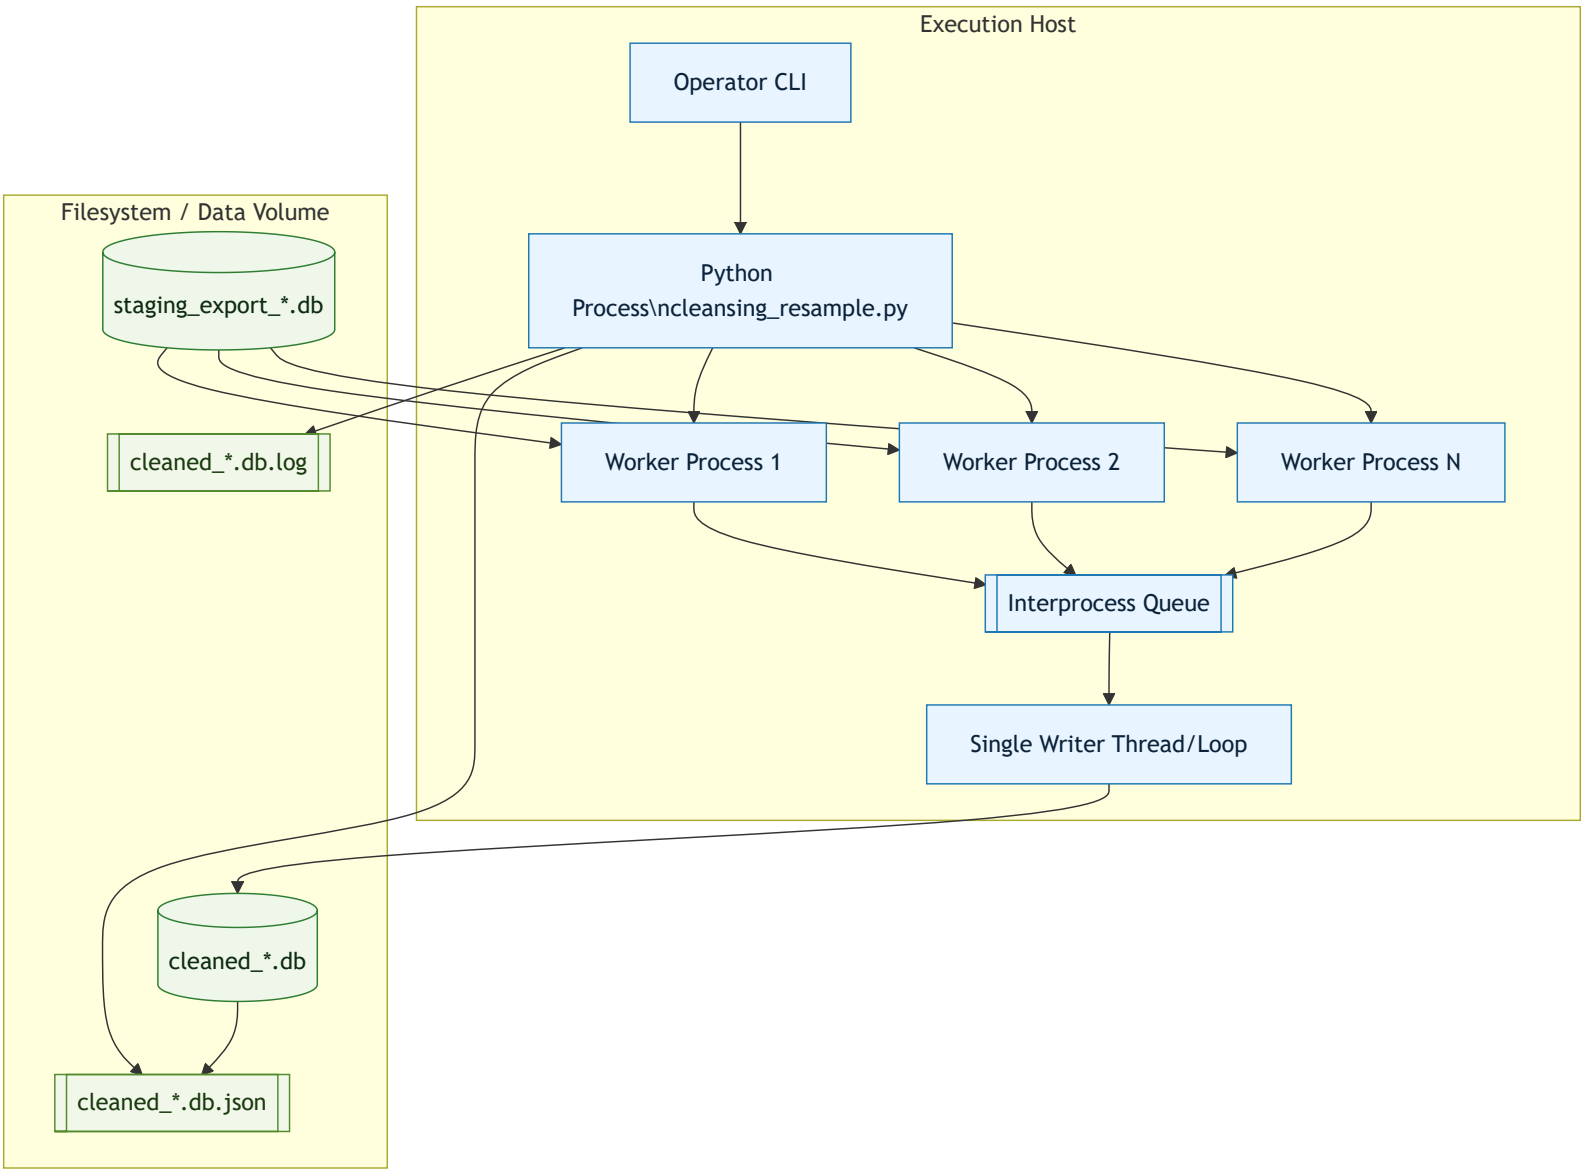 Execution Host
Operator CLI
Filesystem / Data Volume
staging_export_*.db
Python
Process\ncleansing_resample.py
cleaned_*.db.log
Worker Process 1
Worker Process 2
Worker Process N
Interprocess Queue
Single Writer Thread/Loop
cleaned_*.db
cleaned_*.db.json